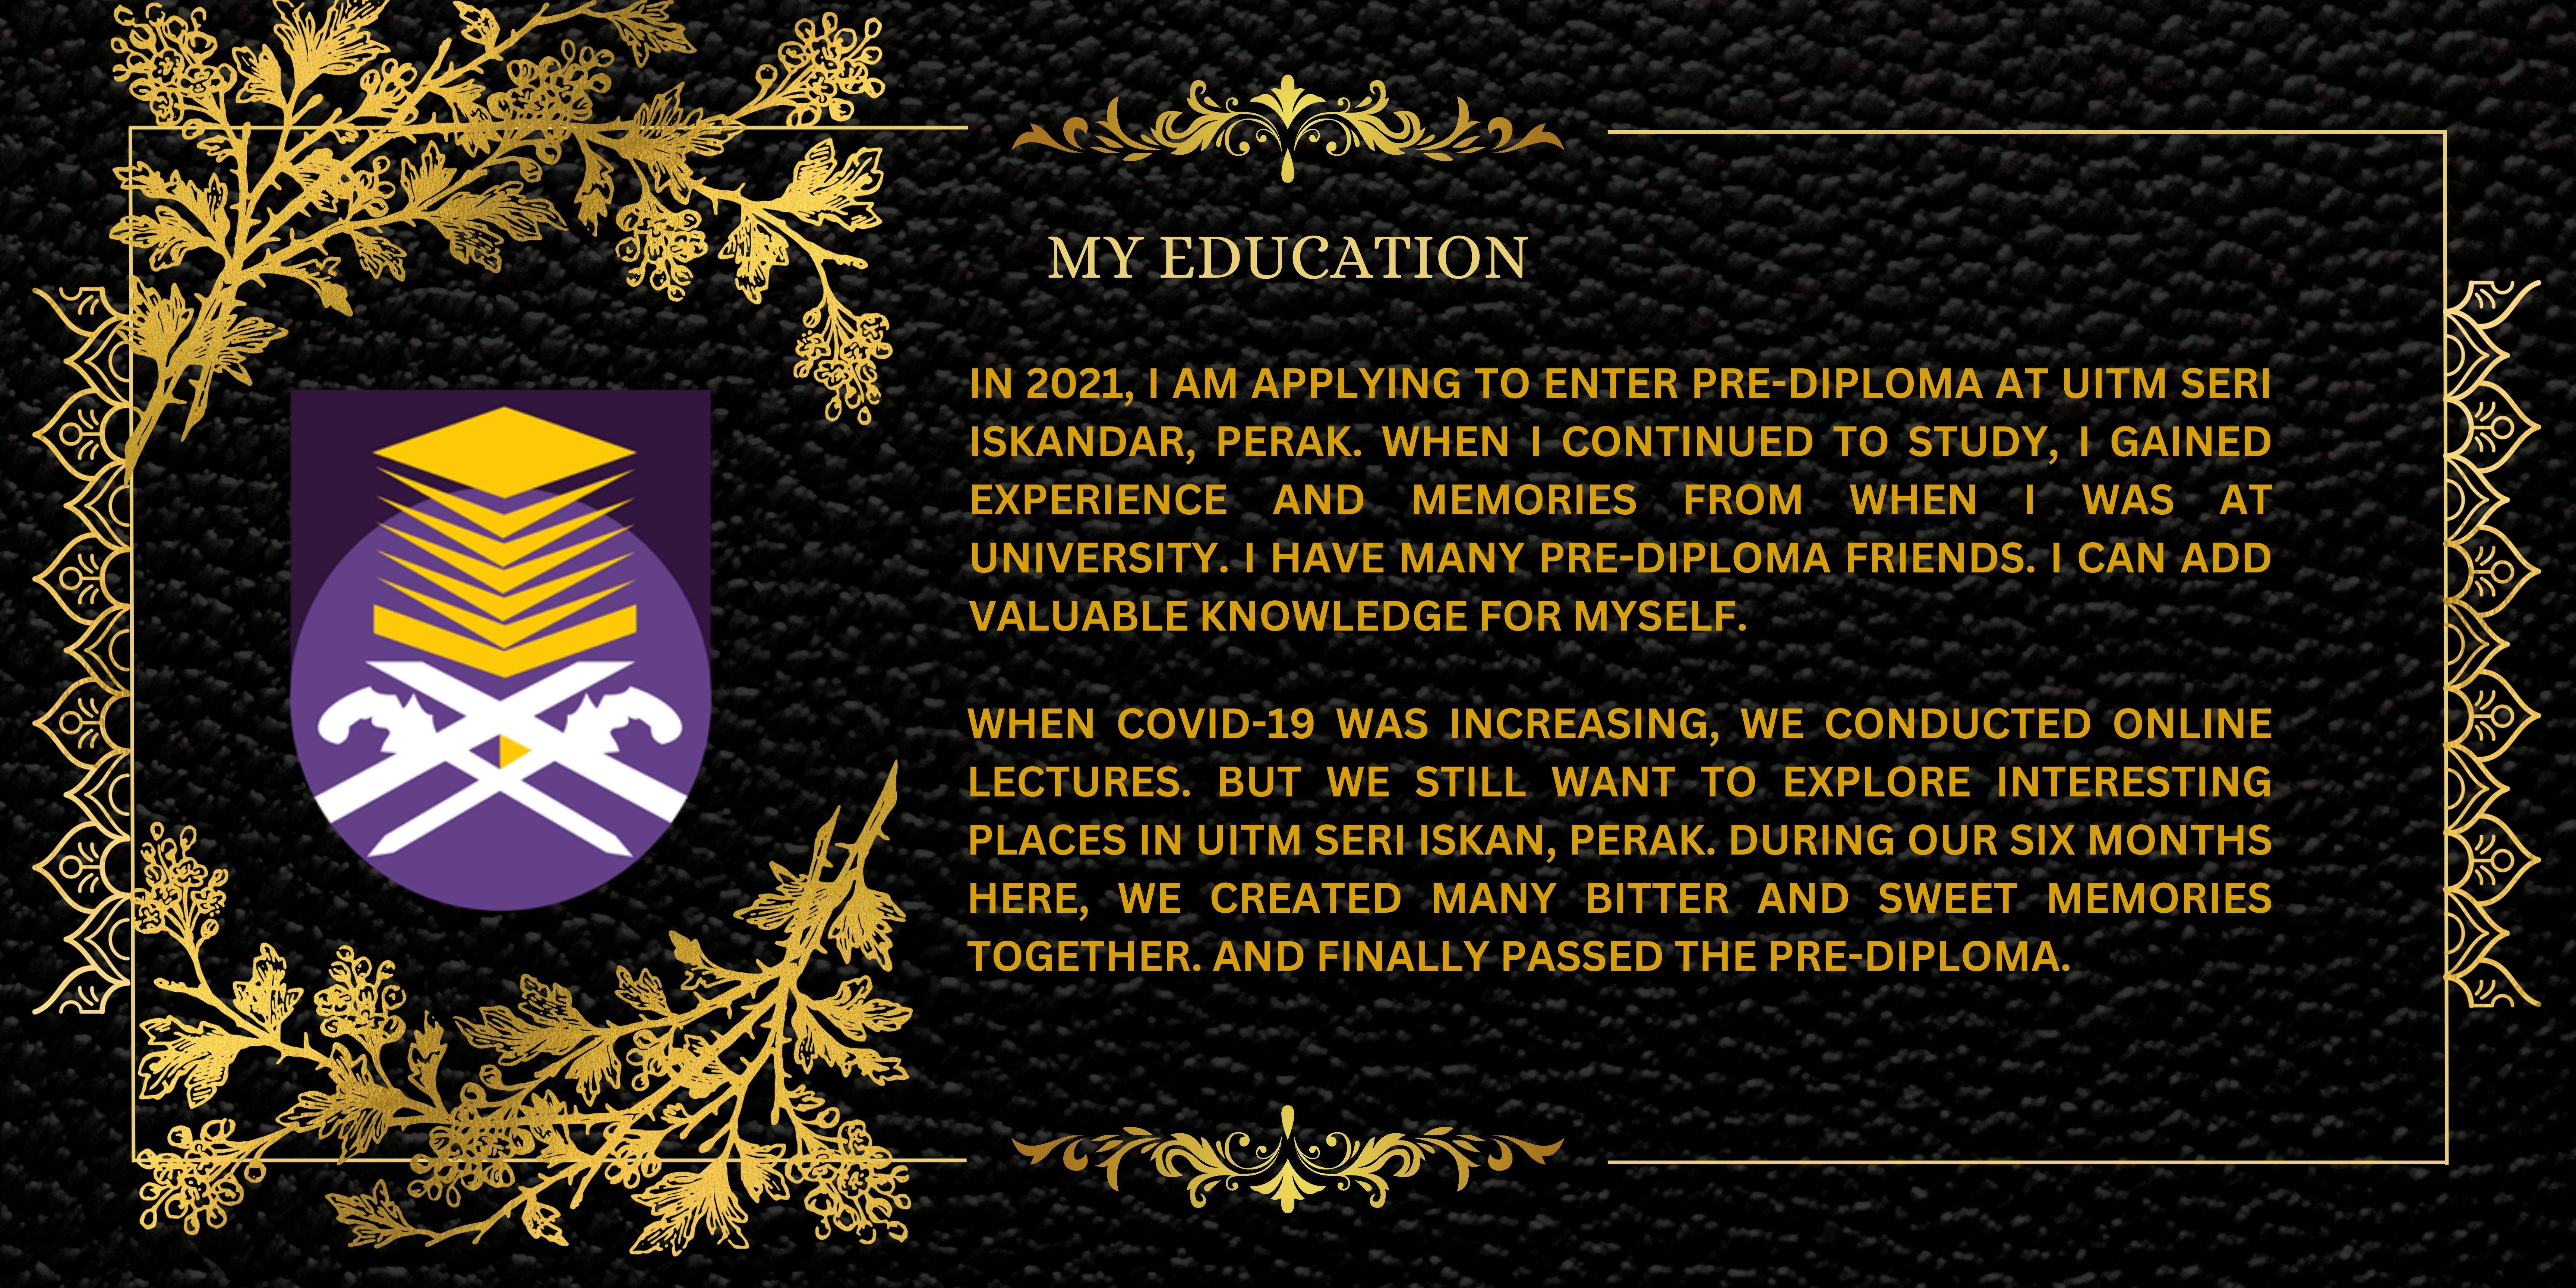 MY EDUCATION
IN 2021, I AM APPLYING TO ENTER PRE-DIPLOMA AT UITM SERI
ISKANDAR, PERAK. WHEN I CONTINUED TO STUDY, I GAINED
EXPERIENCE AND MEMORIES FROM WHEN I WAS AT
UNIVERSITY. I HAVE MANY PRE-DIPLOMA FRIENDS. I CAN ADD
VALUABLE KNOWLEDGE FOR MYSELF.
WHEN COVID-19 WAS INCREASING, WE CONDUCTED ONLINE
LECTURES. BUT WE STILL WANT TO EXPLORE INTERESTING
PLACES IN UITM SERI ISKAN, PERAK. DURING OUR SIX MONTHS
HERE, WE CREATED MANY BITTER AND SWEET MEMORIES
TOGETHER. AND FINALLY PASSED THE PRE-DIPLOMA.